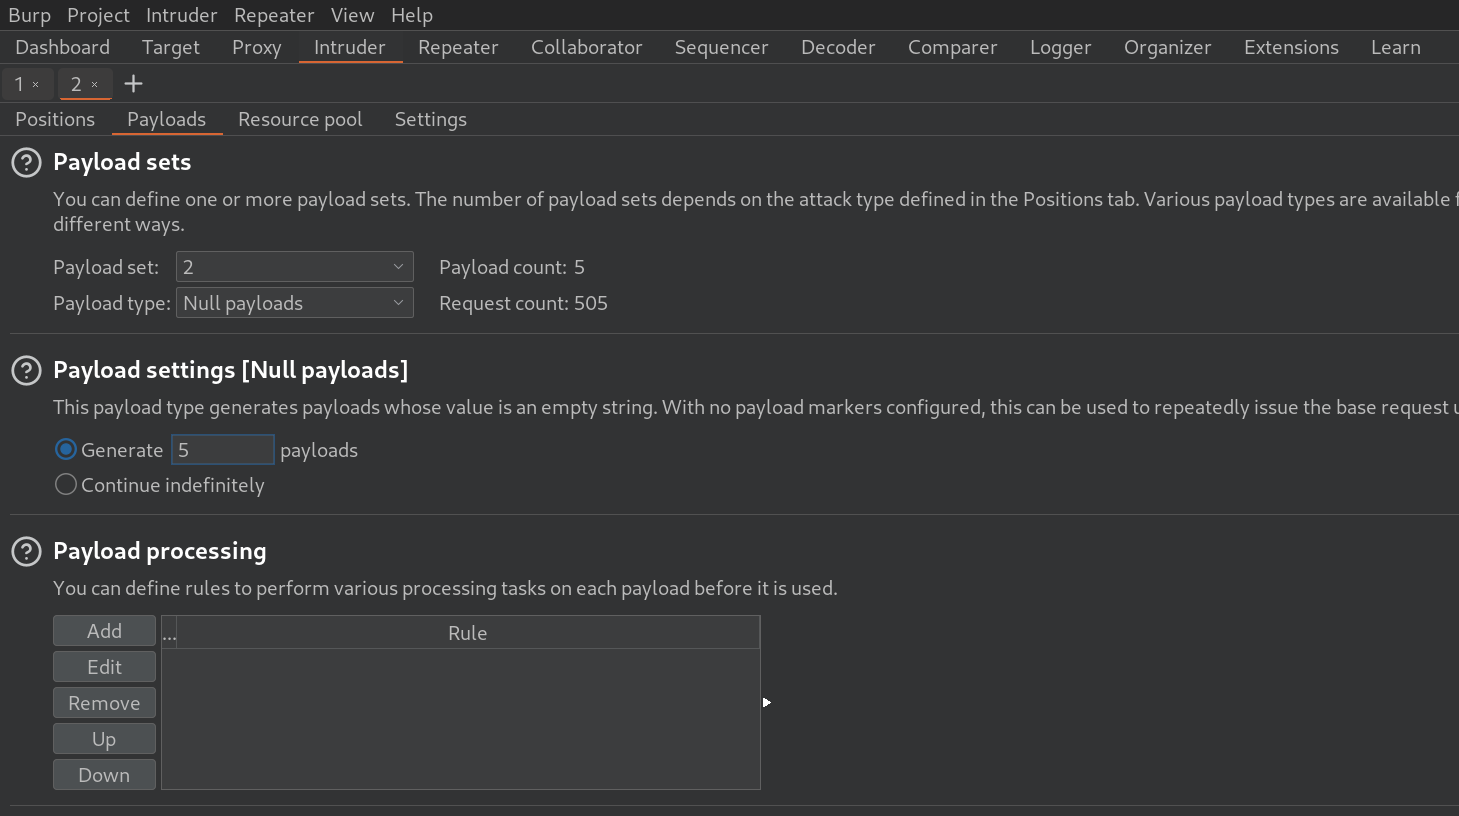 Burp Project Intruder Repeater View Help
Dashboard Target Proxy Intruder Repeater Collaborator Sequencer Decoder Comparer Logger Organizer Extensions Learn
1 × 2 × +
Positions Payloads Resource pool Settings
? Payload sets
You can define one or more payload sets. The number of payload sets depends on the attack type defined in the Positions tab. Various payload types are available
different ways.
Payload set: 2 Payload count: 5
Payload type: Null payloads Request count: 505
? Payload settings [Null payloads]
This payload type generates payloads whose value is an empty string. With no payload markers configured, this can be used to repeatedly issue the base request
Generate 5 payloads
Continue indefinitely
? Payload processing
You can define rules to perform various processing tasks on each payload before it is used.
Add ... Rule
Edit
Remove
Up
Down